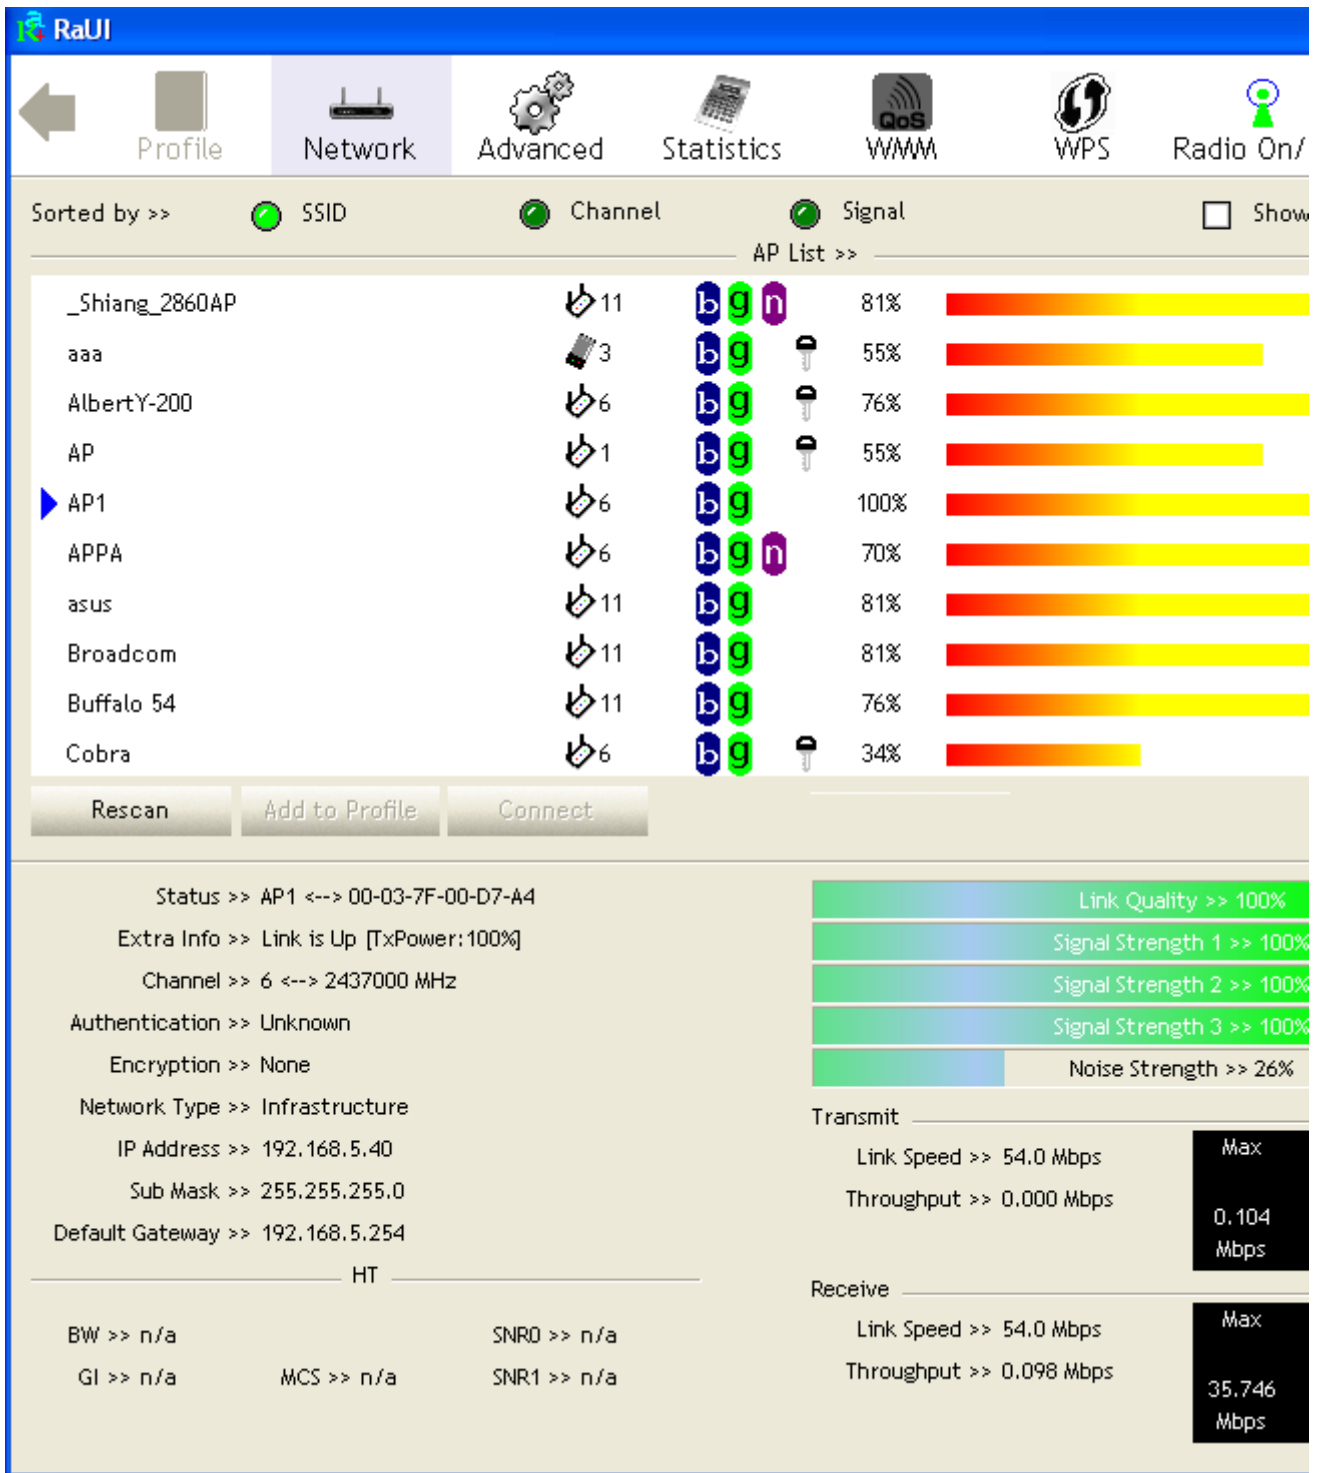 RaUI
Profile Network Advanced Statistics QoS WMM WPS Radio On/
Sorted by >> SSID Channel Signal Show
AP List >>
_Shiang_2860AP 11 b g n 81%
aaa 3 b g 55%
AlbertY-200 6 b g 76%
AP 1 b g 55%
AP1 6 b g 100%
APPA 6 b g n 70%
asus 11 b g 81%
Broadcom 11 b g 81%
Buffalo 54 11 b g 76%
Cobra 6 b g 34%
Rescan Add to Profile Connect
Status >> AP1 <--> 00-03-7F-00-D7-A4
Extra Info >> Link is Up [TxPower:100%]
Channel >> 6 <--> 2437000 MHz
Authentication >> Unknown
Encryption >> None
Network Type >> Infrastructure
IP Address >> 192.168.5.40
Sub Mask >> 255.255.255.0
Default Gateway >> 192.168.5.254
HT
BW >> n/a SNR0 >> n/a
GI >> n/a MCS >> n/a SNR1 >> n/a
Link Quality >> 100%
Signal Strength 1 >> 100%
Signal Strength 2 >> 100%
Signal Strength 3 >> 100%
Noise Strength >> 26%
Transmit
Link Speed >> 54.0 Mbps
Throughput >> 0.000 Mbps
Max
0.104
Mbps
Receive
Link Speed >> 54.0 Mbps
Throughput >> 0.098 Mbps
Max
35.746
Mbps